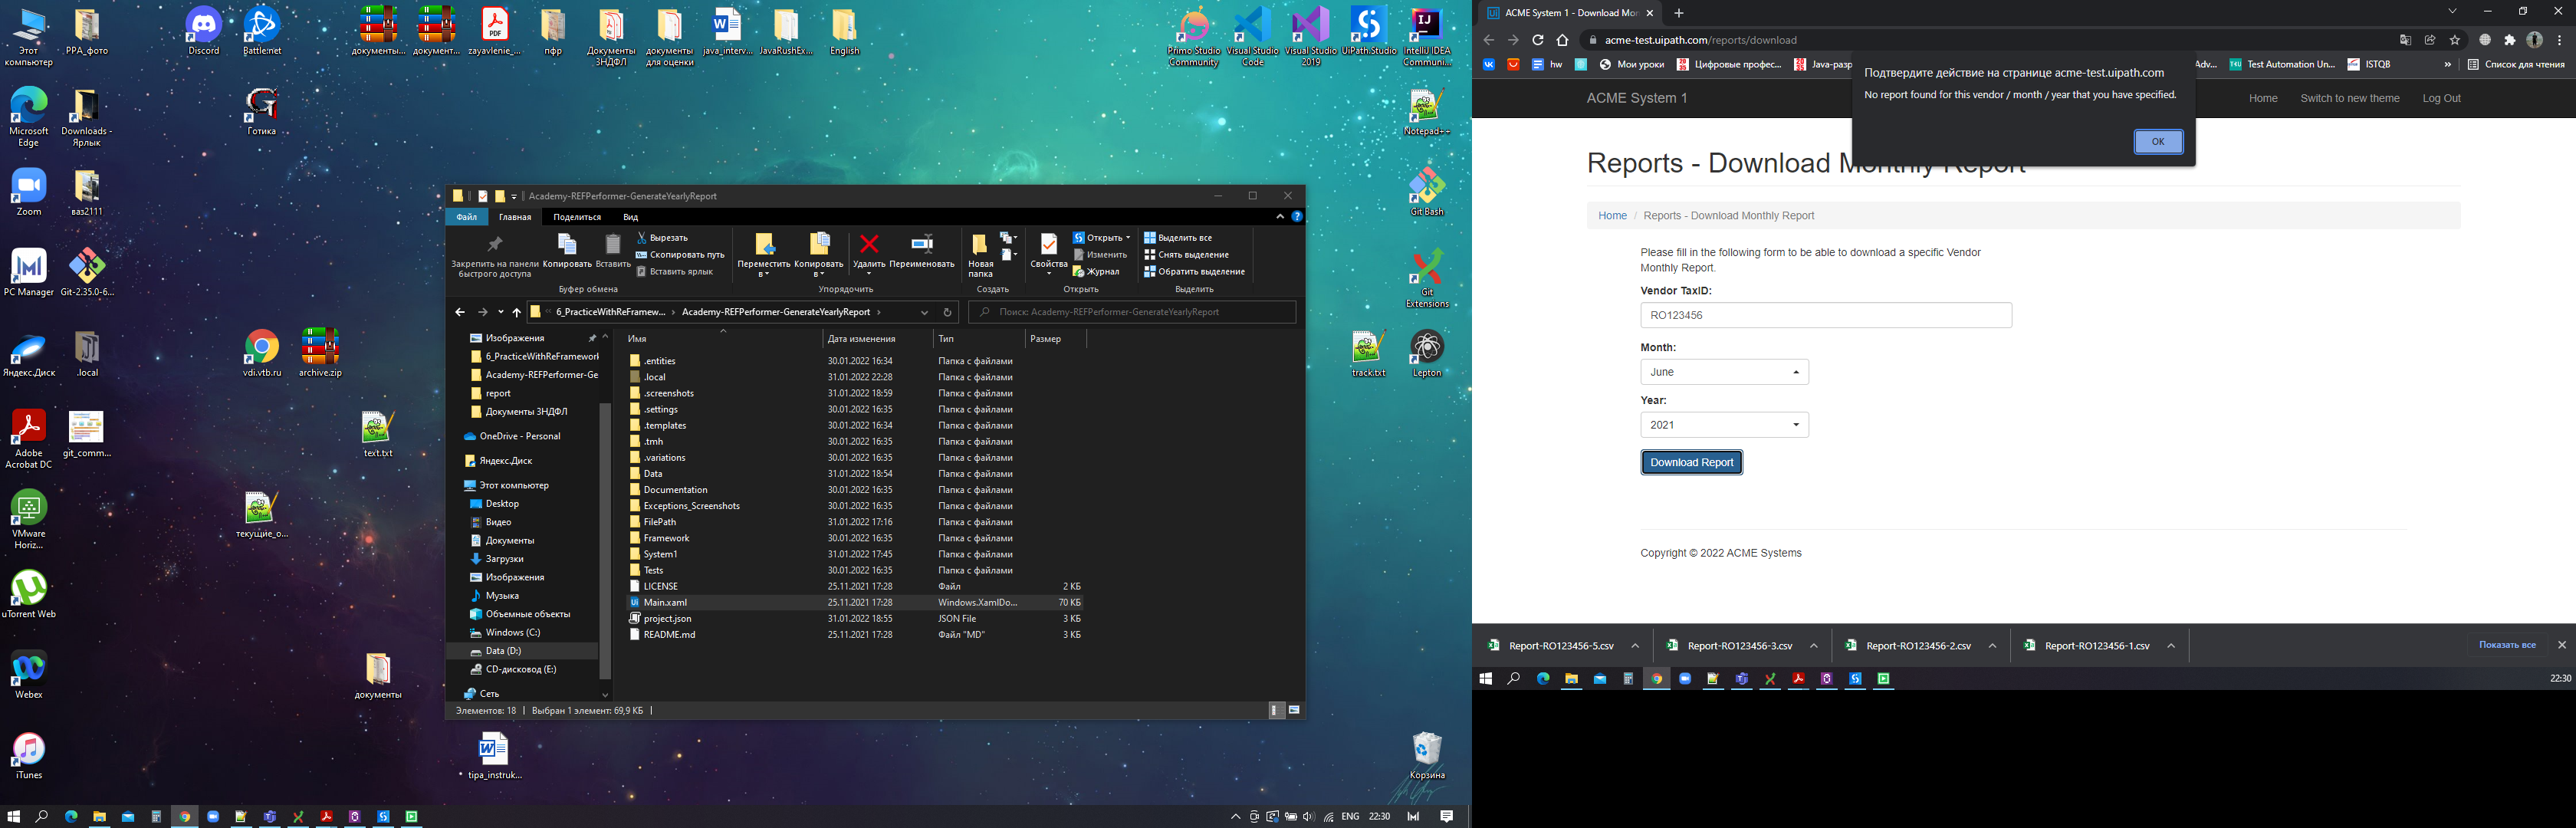 Этот компьютер
PPA_фото
Discord
Battle.net
документы...
документ...
zayavlenie_...
пфр
Документы 3НДФЛ
документы для оценки
java_interv...
JavaRushEx...
English
Primo Studio Community
Visual Studio Code
Visual Studio 2019
UiPath.Studio
IntelliJ IDEA Communi...
Microsoft Edge
Downloads - Ярлык
Готика
Notepad++
Zoom
ваз2111
Git Bash
PC Manager
Git-2.35.0-6...
Git Extensions
Яндекс.Диск
.local
vdi.vtb.ru
archive.zip
track.txt
Lepton
Adobe Acrobat DC
git_comm...
text.txt
VMware Horiz...
текущие_о...
uTorrent Web
Webex
документы
iTunes
tipa_instruk...
Корзина
Academy-REFPerformer-GenerateYearlyReport
Файл
Главная
Поделиться
Вид
Закрепить на панели быстрого доступа
Копировать
Вставить
Вырезать
Скопировать путь
Вставить ярлык
Буфер обмена
Переместить в
Копировать в
Удалить
Переименовать
Упорядочить
Новая папка
Создать
Свойства
Открыть
Изменить
Журнал
Открыть
Выделить все
Снять выделение
Обратить выделение
Выделить
6_PracticeWithReFramew... › Academy-REFPerformer-GenerateYearlyReport ›
Поиск: Academy-REFPerformer-GenerateYearlyReport
Изображения
6_PracticeWithReFramework
Academy-REFPerformer-Ge
report
Документы 3НДФЛ
OneDrive - Personal
Яндекс.Диск
Этот компьютер
Desktop
Видео
Документы
Загрузки
Изображения
Музыка
Объемные объекты
Windows (C:)
Data (D:)
CD-дисковод (E:)
Сеть
Имя Дата изменения Тип Размер
.entities 30.01.2022 16:34 Папка с файлами
.local 31.01.2022 22:28 Папка с файлами
.screenshots 31.01.2022 18:59 Папка с файлами
.settings 30.01.2022 16:35 Папка с файлами
.templates 30.01.2022 16:34 Папка с файлами
.tmh 30.01.2022 16:35 Папка с файлами
.variations 30.01.2022 16:35 Папка с файлами
Data 31.01.2022 18:54 Папка с файлами
Documentation 30.01.2022 16:35 Папка с файлами
Exceptions_Screenshots 30.01.2022 16:35 Папка с файлами
FilePath 31.01.2022 17:16 Папка с файлами
Framework 30.01.2022 16:35 Папка с файлами
System1 31.01.2022 17:45 Папка с файлами
Tests 30.01.2022 16:35 Папка с файлами
LICENSE 25.11.2021 17:28 Файл 2 КБ
Main.xaml 25.11.2021 17:28 Windows.XamlDo... 70 КБ
project.json 31.01.2022 18:55 JSON File 3 КБ
README.md 25.11.2021 17:28 Файл "MD" 3 КБ
Элементов: 18 | Выбран 1 элемент: 69,9 КБ |
ENG 22:30
ACME System 1 - Download Mon
acme-test.uipath.com/reports/download
hw
Мои уроки
Цифровые профес...
Java-разр
Adv...
Test Automation Un...
ISTQB
»
Список для чтения
Подтвердите действие на странице acme-test.uipath.com
No report found for this vendor / month / year that you have specified.
OK
ACME System 1
Home
Switch to new theme
Log Out
Reports - Download Monthly Report
Home / Reports - Download Monthly Report
Please fill in the following form to be able to download a specific Vendor
Monthly Report.
Vendor TaxID:
RO123456
Month:
June
Year:
2021
Download Report
Copyright © 2022 ACME Systems
Report-RO123456-5.csv
Report-RO123456-3.csv
Report-RO123456-2.csv
Report-RO123456-1.csv
Показать все
22:30